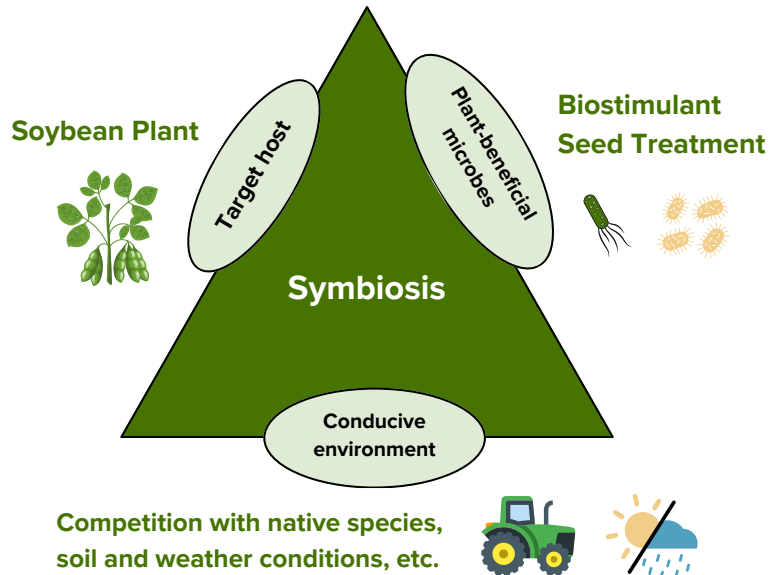 Soybean Plant
Target host
Plant-beneficial
microbes
Biostimulant
Seed Treatment
Symbiosis
Conducive
environment
Competition with native species,
soil and weather conditions, etc.